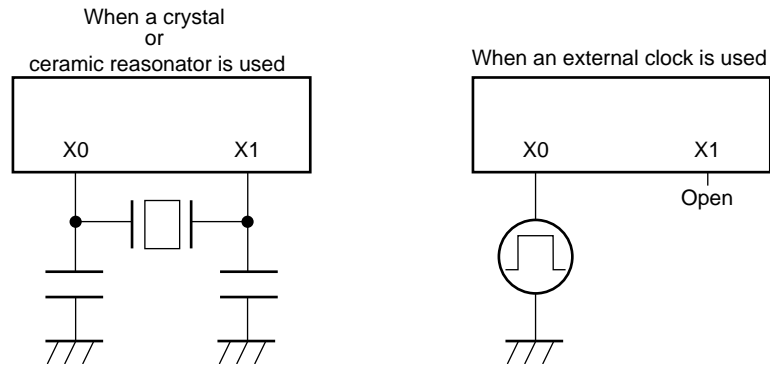 When a crystal
or
ceramic reasonator is used
X0 X1
When an external clock is used
X0 X1
Open